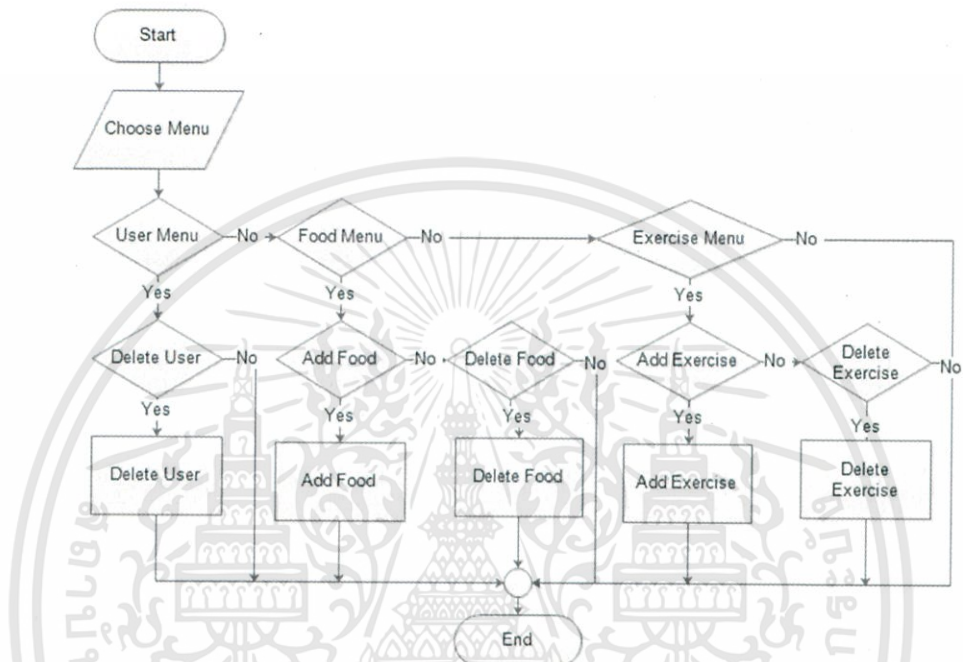 Start
Choose Menu
User Menu
No
Food Menu
No
Exercise Menu
No
Yes
Yes
Yes
Delete User
No
Add Food
No
Delete Food
No
Add Exercise
No
Delete
Exercise
No
Yes
Yes
Yes
Yes
Yes
Delete User
Add Food
Delete Food
Add Exercise
Delete
Exercise
End